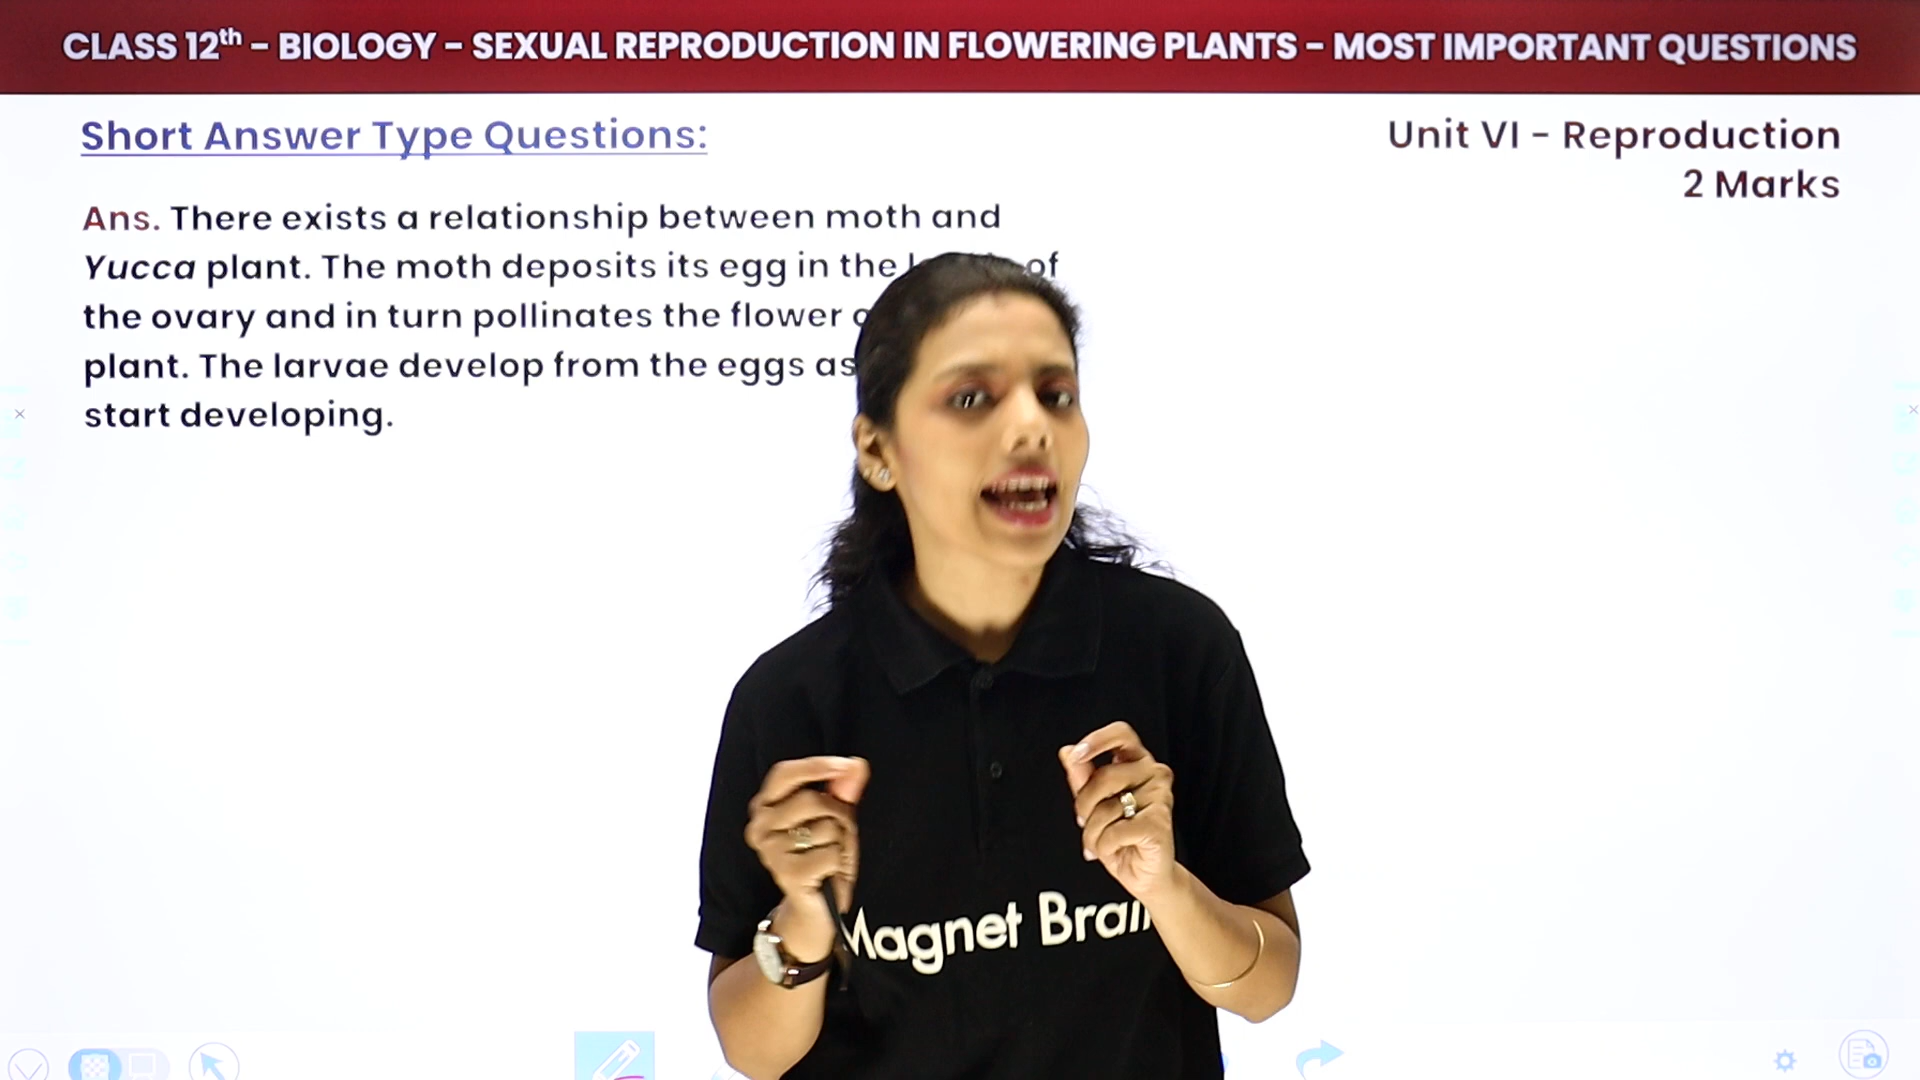 CLASS 12th – BIOLOGY – SEXUAL REPRODUCTION IN FLOWERING PLANTS – MOST IMPORTANT QUESTIONS
Short Answer Type Questions:
Unit VI – Reproduction
2 Marks
Ans. There exists a relationship between moth and
Yucca plant. The moth deposits its egg in the of
the ovary and in turn pollinates the flower
plant. The larvae develop from the eggs as
start developing.
Magnet Brain